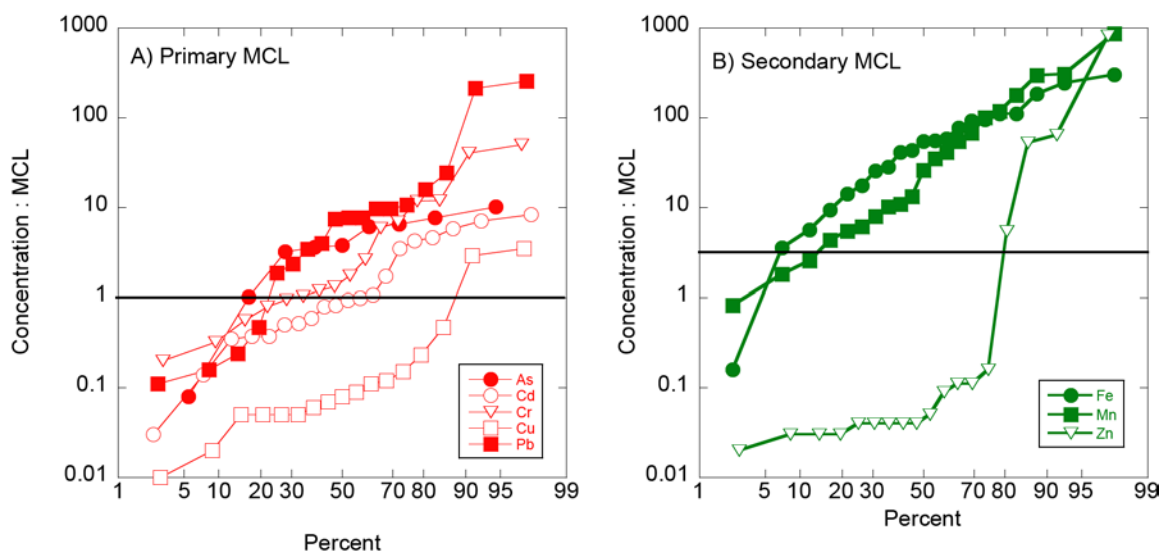 A) Primary MCL
Concentration : MCL
1000
100
10
1
0.1
0.01
1 5 10 20 30 50 70 80 90 95 99
Percent
As
Cd
Cr
Cu
Pb
B) Secondary MCL
Concentration : MCL
1000
100
10
1
0.1
0.01
1 5 10 20 30 50 70 80 90 95 99
Percent
Fe
Mn
Zn